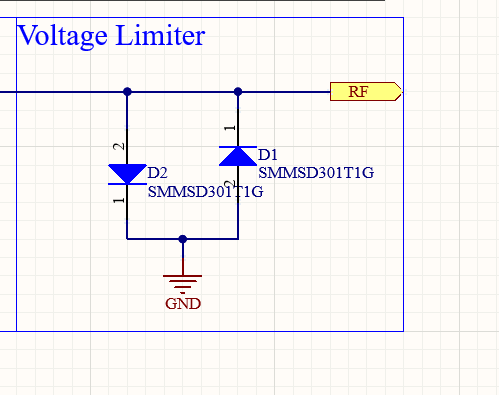 Voltage Limiter
RF
1
2
D1
SMMSD301T1G
D2
SMMSD301T1G
2
1
GND